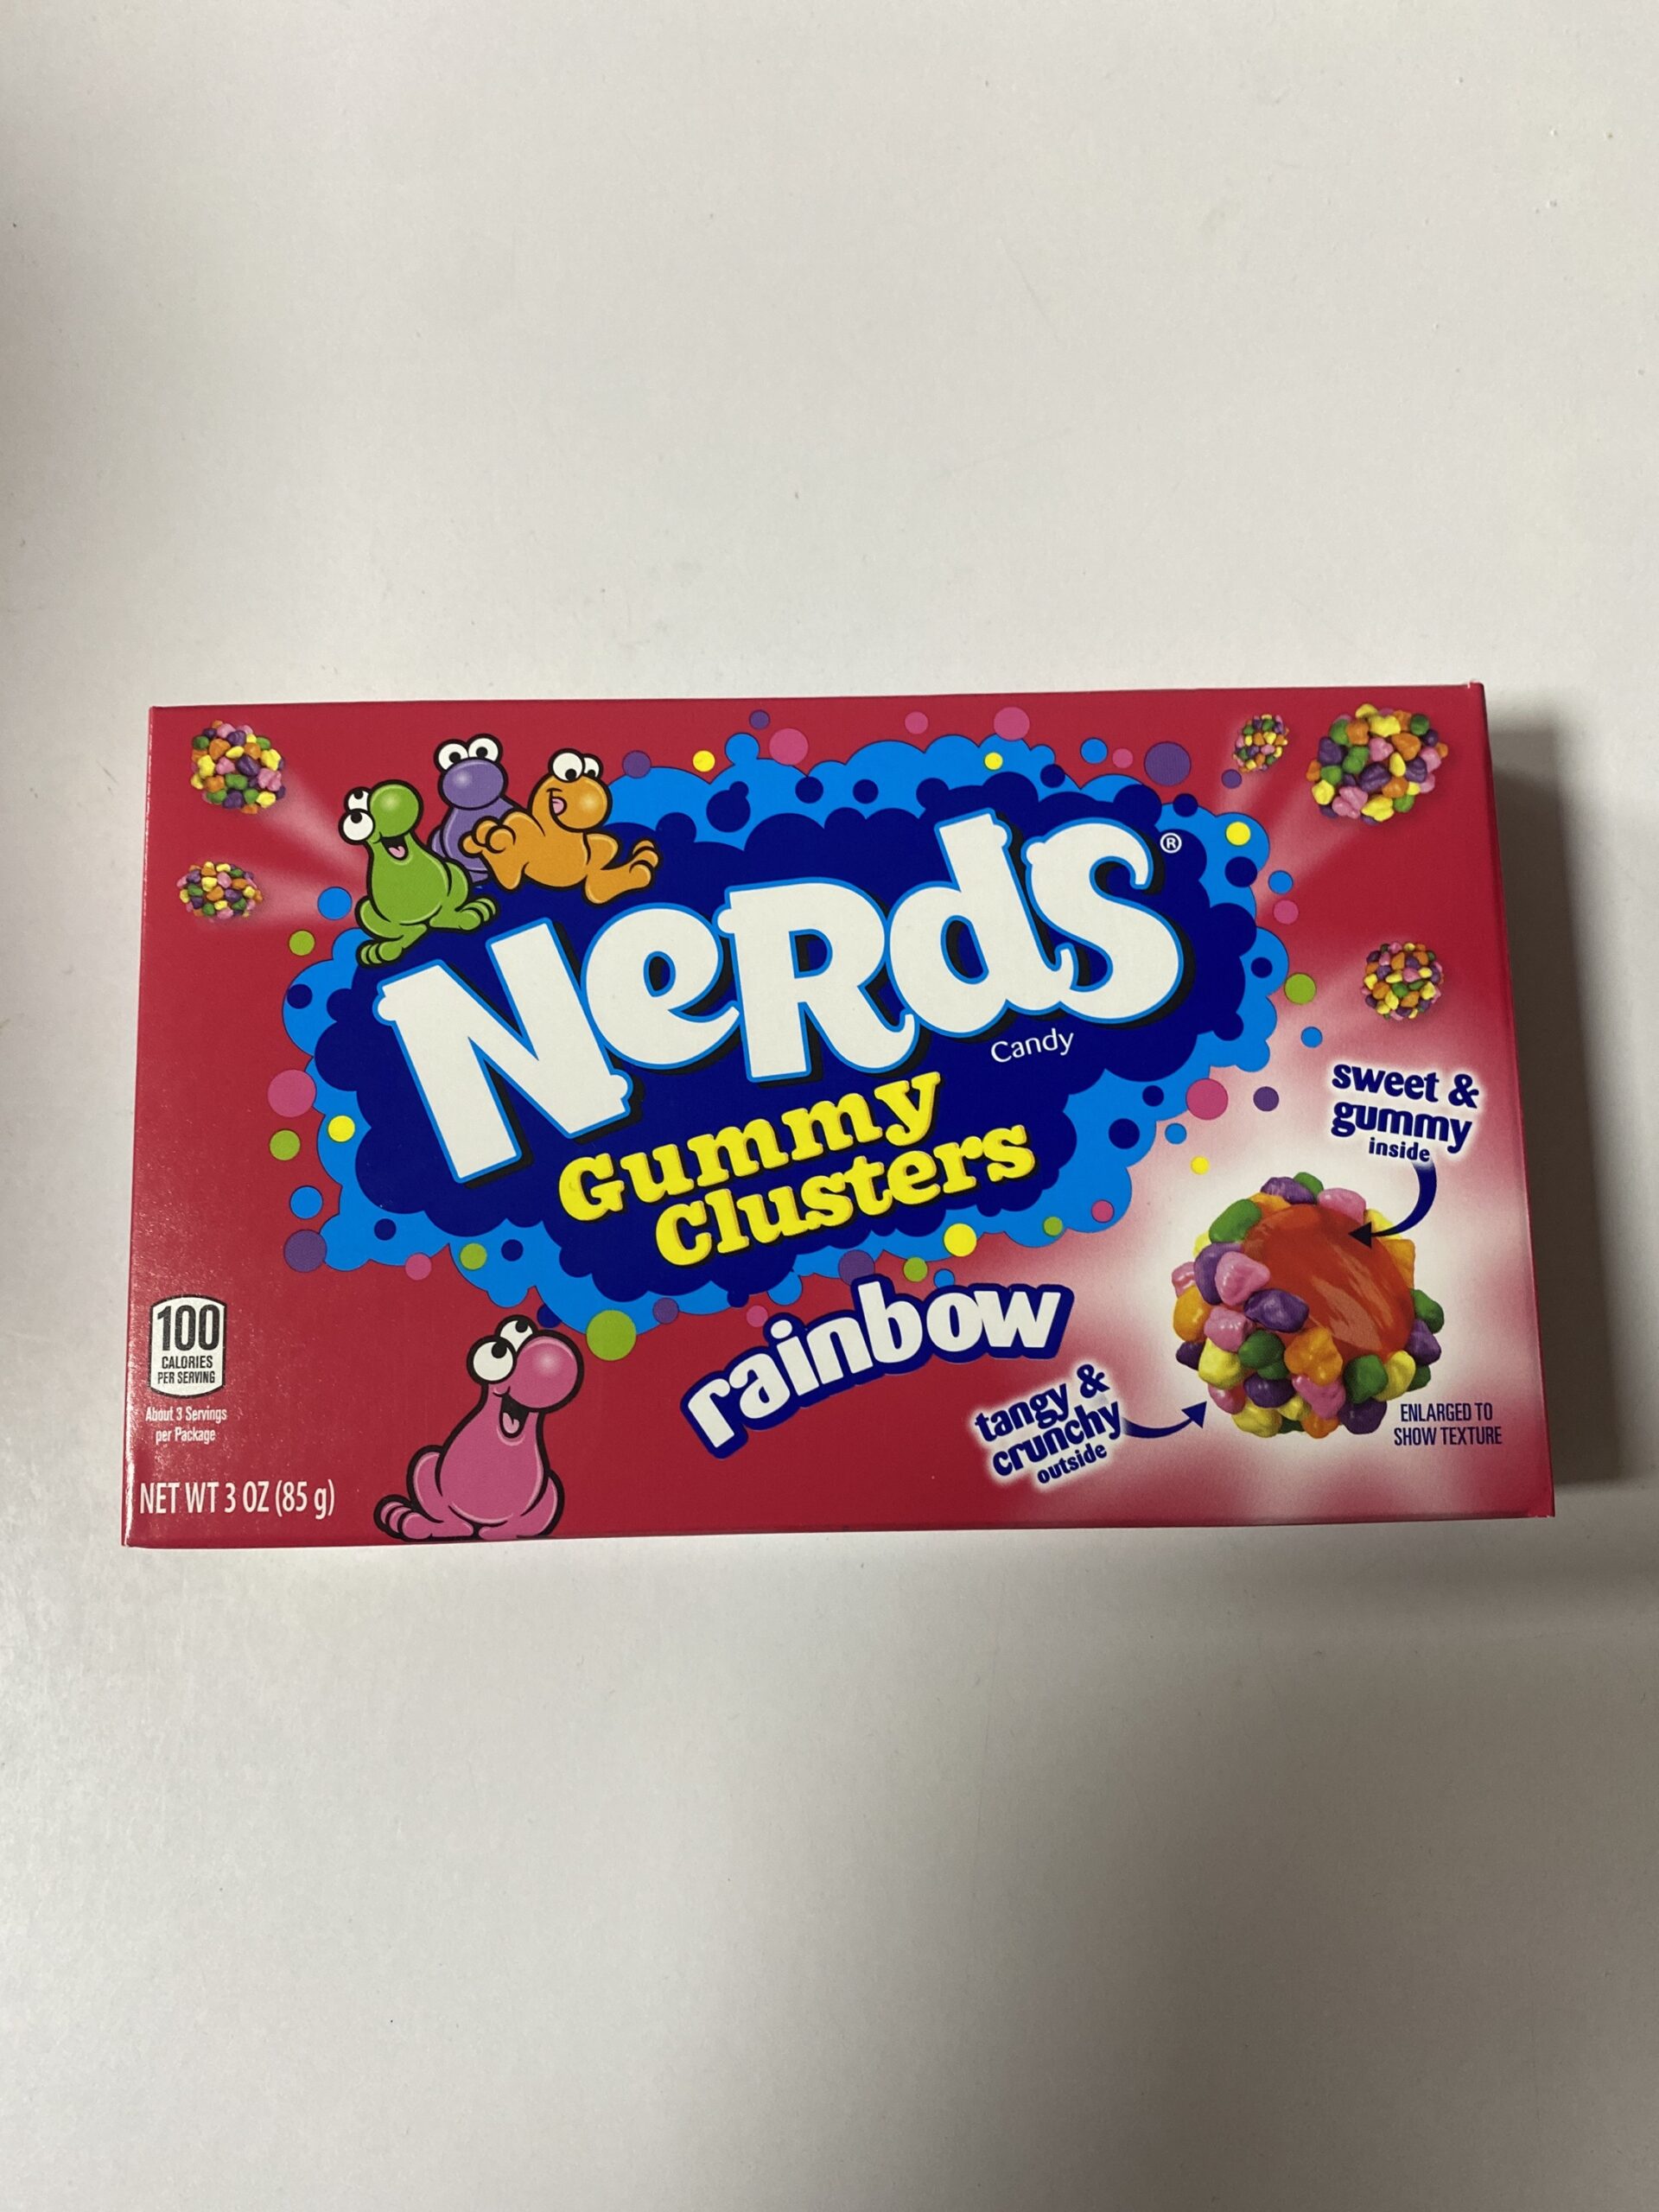 NeRdS®
Candy
Gummy
Clusters
rainbow
sweet &
gummy
inside
tangy &
crunchy
outside
ENLARGED TO
SHOW TEXTURE
100
CALORIES
PER SERVING
About 3 Servings
per Package
NET WT 3 OZ (85 g)